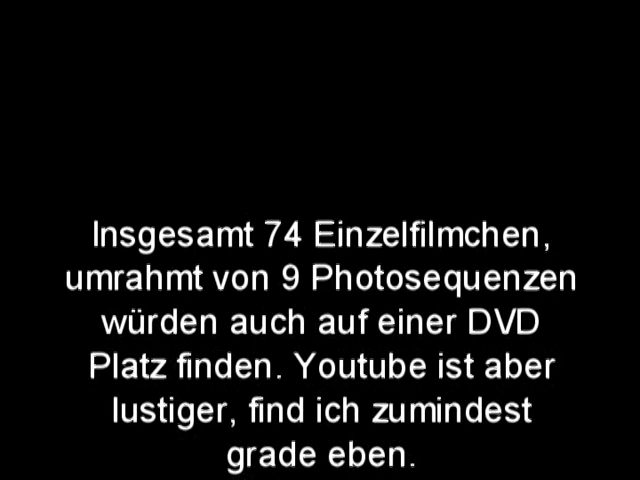 Insgesamt 74 Einzelfilmchen,
umrahmt von 9 Photosequenzen
würden auch auf einer DVD
Platz finden. Youtube ist aber
lustiger, find ich zumindest
grade eben.